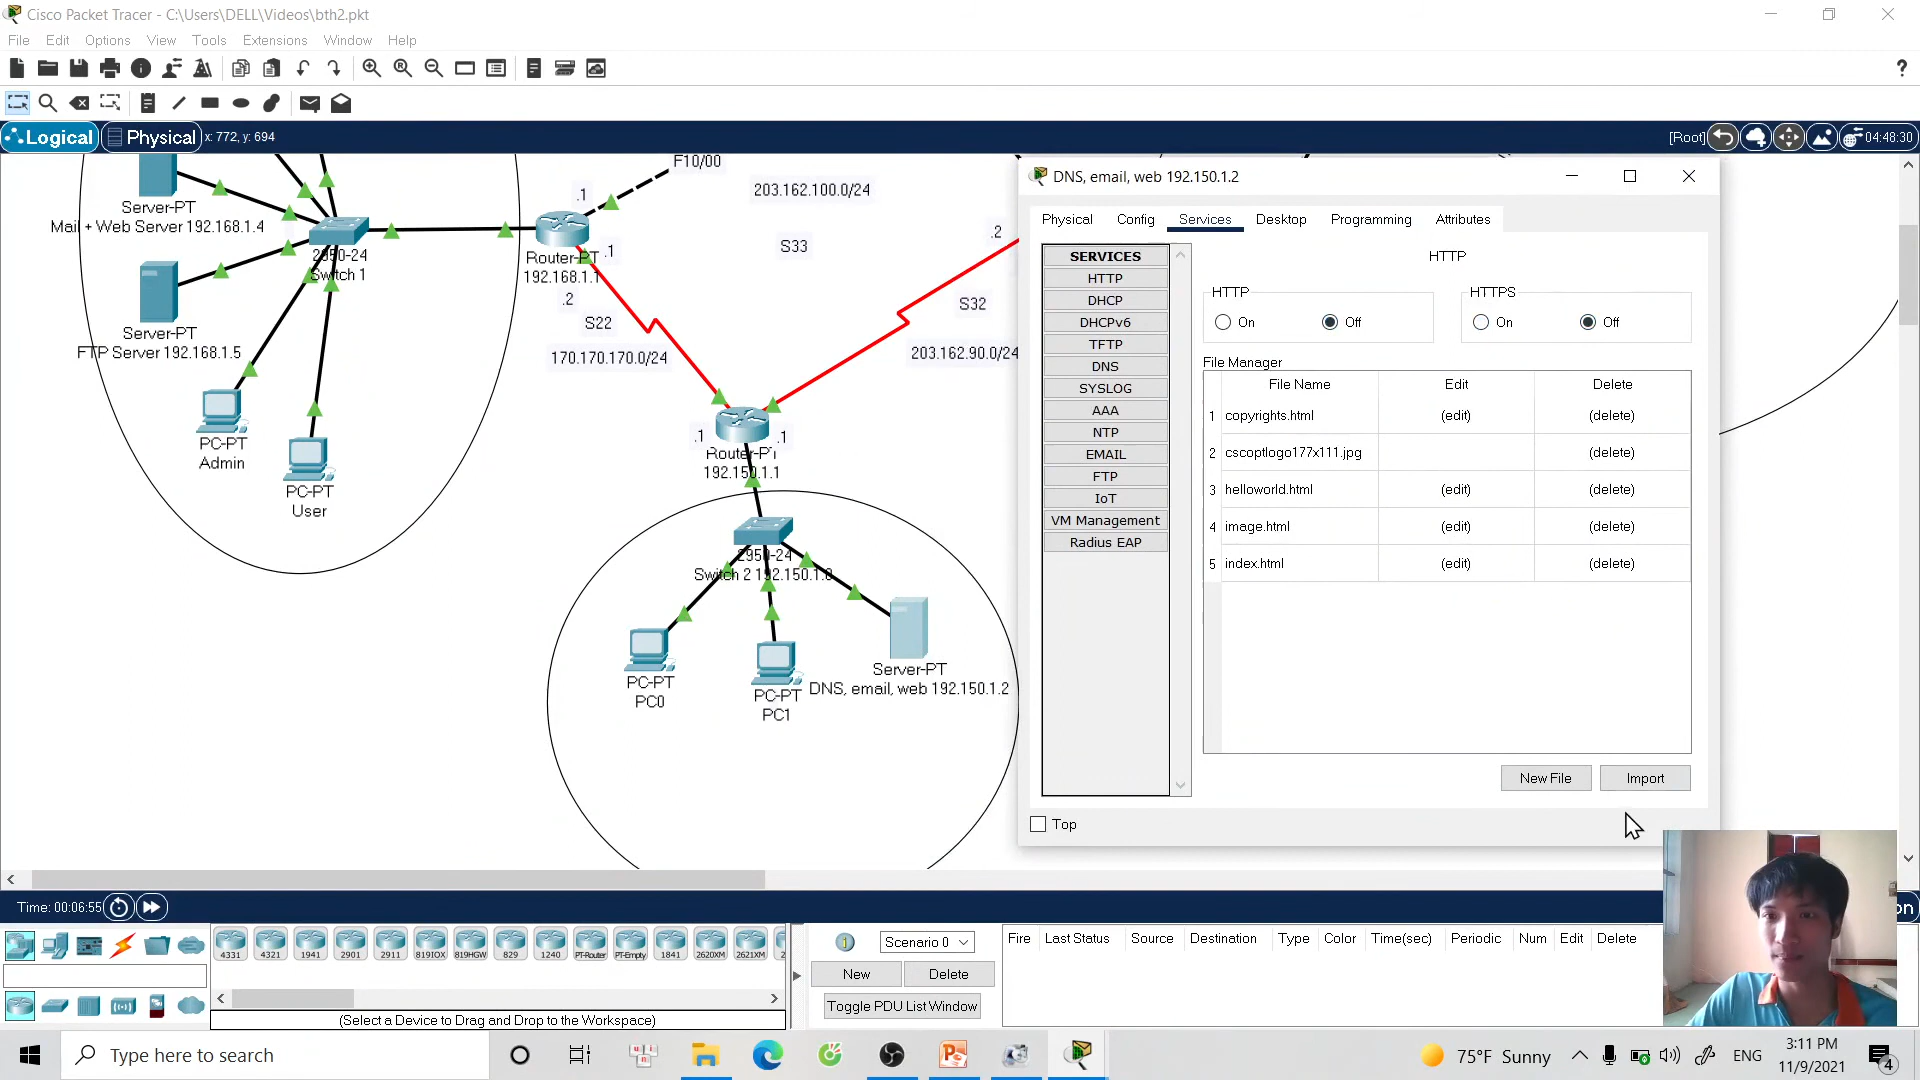 Cisco Packet Tracer - C:\Users\DELL\Videos\bth2.pkt
File Edit Options View Tools Extensions Window Help
?
Logical Physical x: 772, y: 694 [Root] 04:48:30
F10/00
203.162.100.0/24
.1
Server-PT
Mail + Web Server 192.168.1.4
2950-24
Switch 1
Router-PT
192.168.1.1
.1
.2
S33
.2
S22
S32
170.170.170.0/24
203.162.90.0/24
Server-PT
FTP Server 192.168.1.5
PC-PT
Admin
PC-PT
User
.1
.1
Router-PT
192.150.1.1
2950-24
Switch 2 192.150.1.0
PC-PT
PC0
PC-PT
PC1
Server-PT
DNS, email, web 192.150.1.2
DNS, email, web 192.150.1.2
Physical Config Services Desktop Programming Attributes
SERVICES
HTTP
DHCP
DHCPv6
TFTP
DNS
SYSLOG
AAA
NTP
EMAIL
FTP
IoT
VM Management
Radius EAP
HTTP
HTTP HTTPS
On Off On Off
File Manager
File Name Edit Delete
1 copyrights.html (edit) (delete)
2 cscoptlogo177x111.jpg (delete)
3 helloworld.html (edit) (delete)
4 image.html (edit) (delete)
5 index.html (edit) (delete)
New File Import
Top
Time: 00:06:55
on
4331 4321 1941 2901 2911 819IOX 819HGW 829 1240 PT-Router PT-Empty 1841 2620XM 2621XM 2
(Select a Device to Drag and Drop to the Workspace)
Scenario 0
New Delete
Toggle PDU List Window
Fire Last Status Source Destination Type Color Time(sec) Periodic Num Edit Delete
Type here to search
75°F Sunny
ENG
3:11 PM
11/9/2021
4